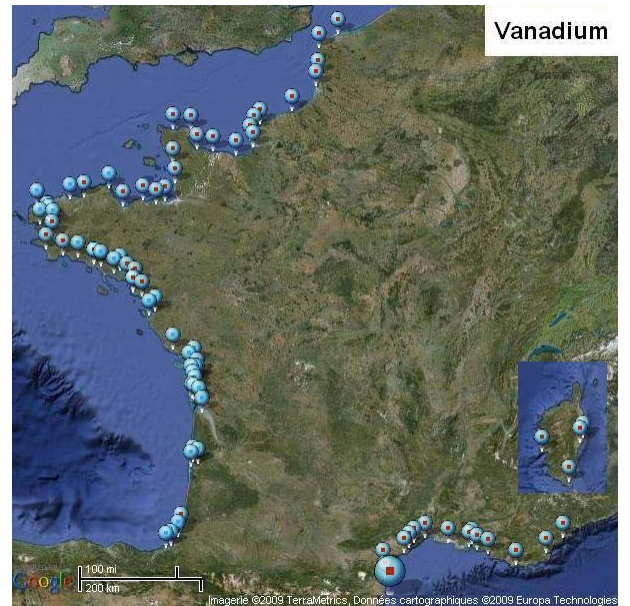 Vanadium
100 mi
200 km
Google
Imagerie ©2009 TerraMetrics, Données cartographiques ©2009 Europa Technologies